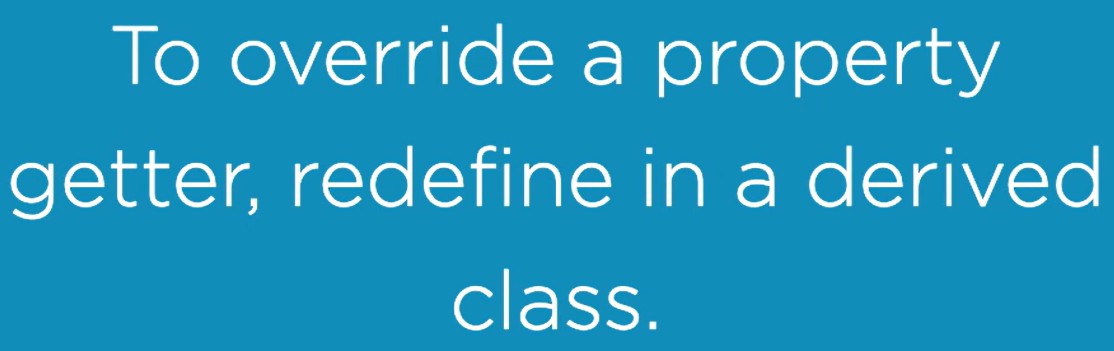 To override a property
getter, redefine in a derived
class.